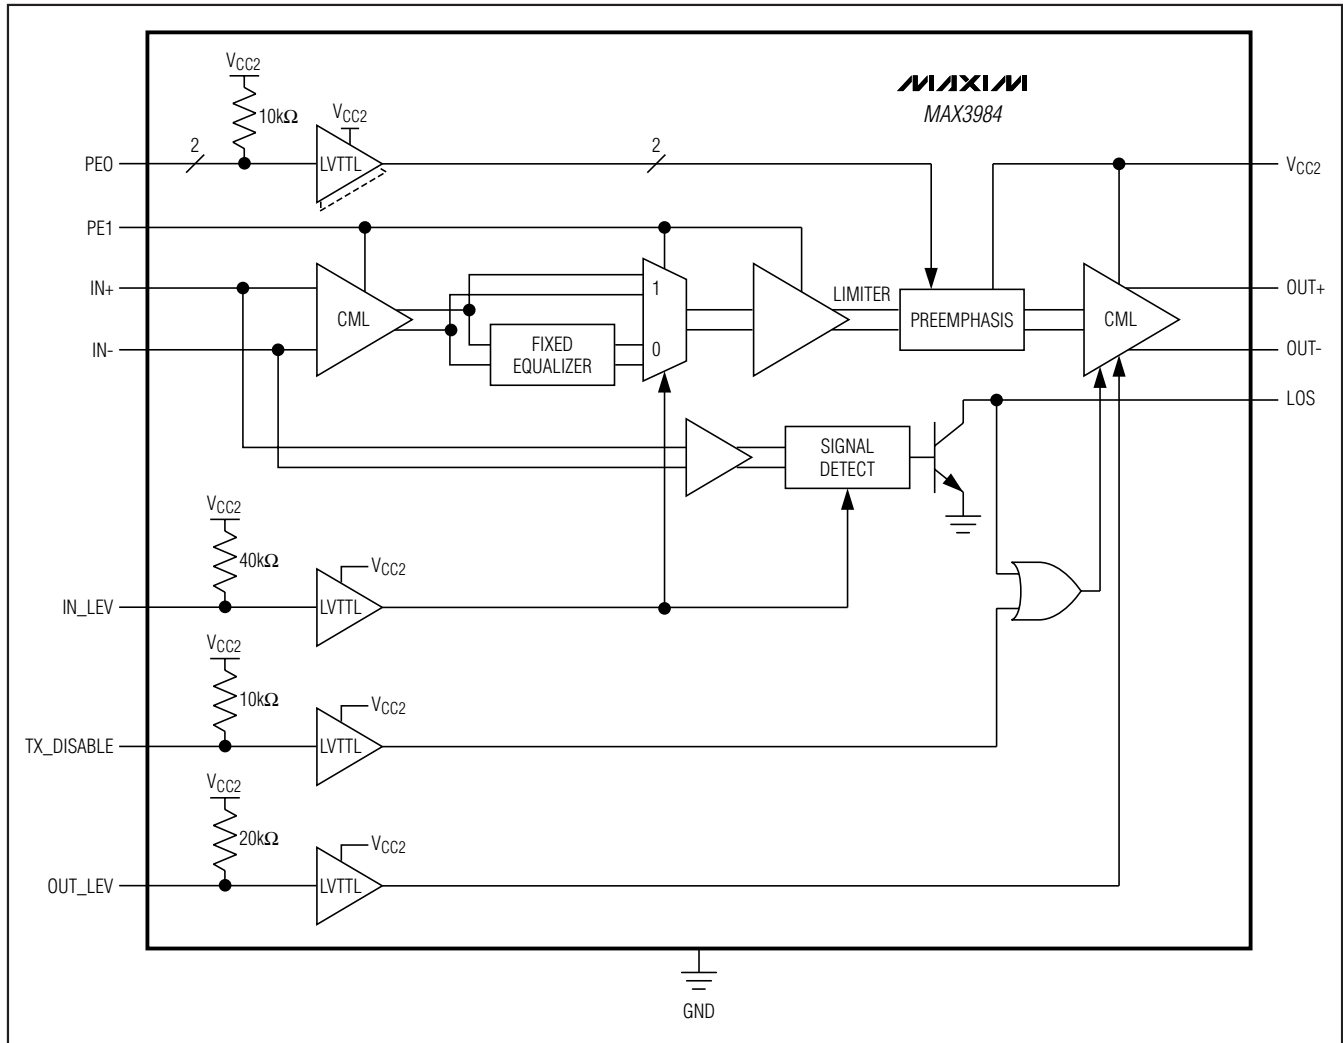 MAXIM
MAX3984
VCC2
10kΩ
VCC2
PE0
2
LVTTL
2
VCC2
PE1
IN+
CML
1
LIMITER
PREEMPHASIS
CML
OUT+
IN-
FIXED
EQUALIZER
0
OUT-
LOS
SIGNAL
DETECT
VCC2
40kΩ
VCC2
IN_LEV
LVTTL
VCC2
10kΩ
VCC2
TX_DISABLE
LVTTL
VCC2
20kΩ
VCC2
OUT_LEV
LVTTL
GND